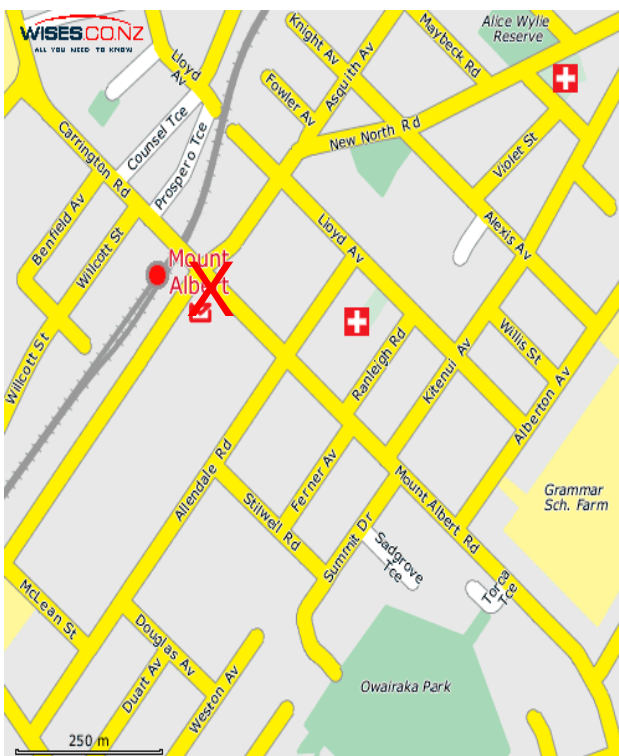 WISES.CO.NZ
ALL YOU NEED TO KNOW
Alice Wylie
Reserve
Maybeck Rd
Knight Av
Asquith Av
Lloyd
Av
Fowler Av
New North Rd
Violet St
Counsel Tce
Prospero Tce
Carrington Rd
Benfield Av
Willcott St
Lloyd Av
Alexis Av
Mount
Albert
X
Willcott St
Ranleigh Rd
Kitenui Av
Willis St
Alberton Av
Allendale Rd
Ferner Av
Stilwell Rd
Mount Albert Rd
Grammar
Sch. Farm
Summit Dr
Sadgrove
Tce
Torca
Tce
McLean St
Douglas Av
Duart Av
Weston Av
Owairaka Park
250 m